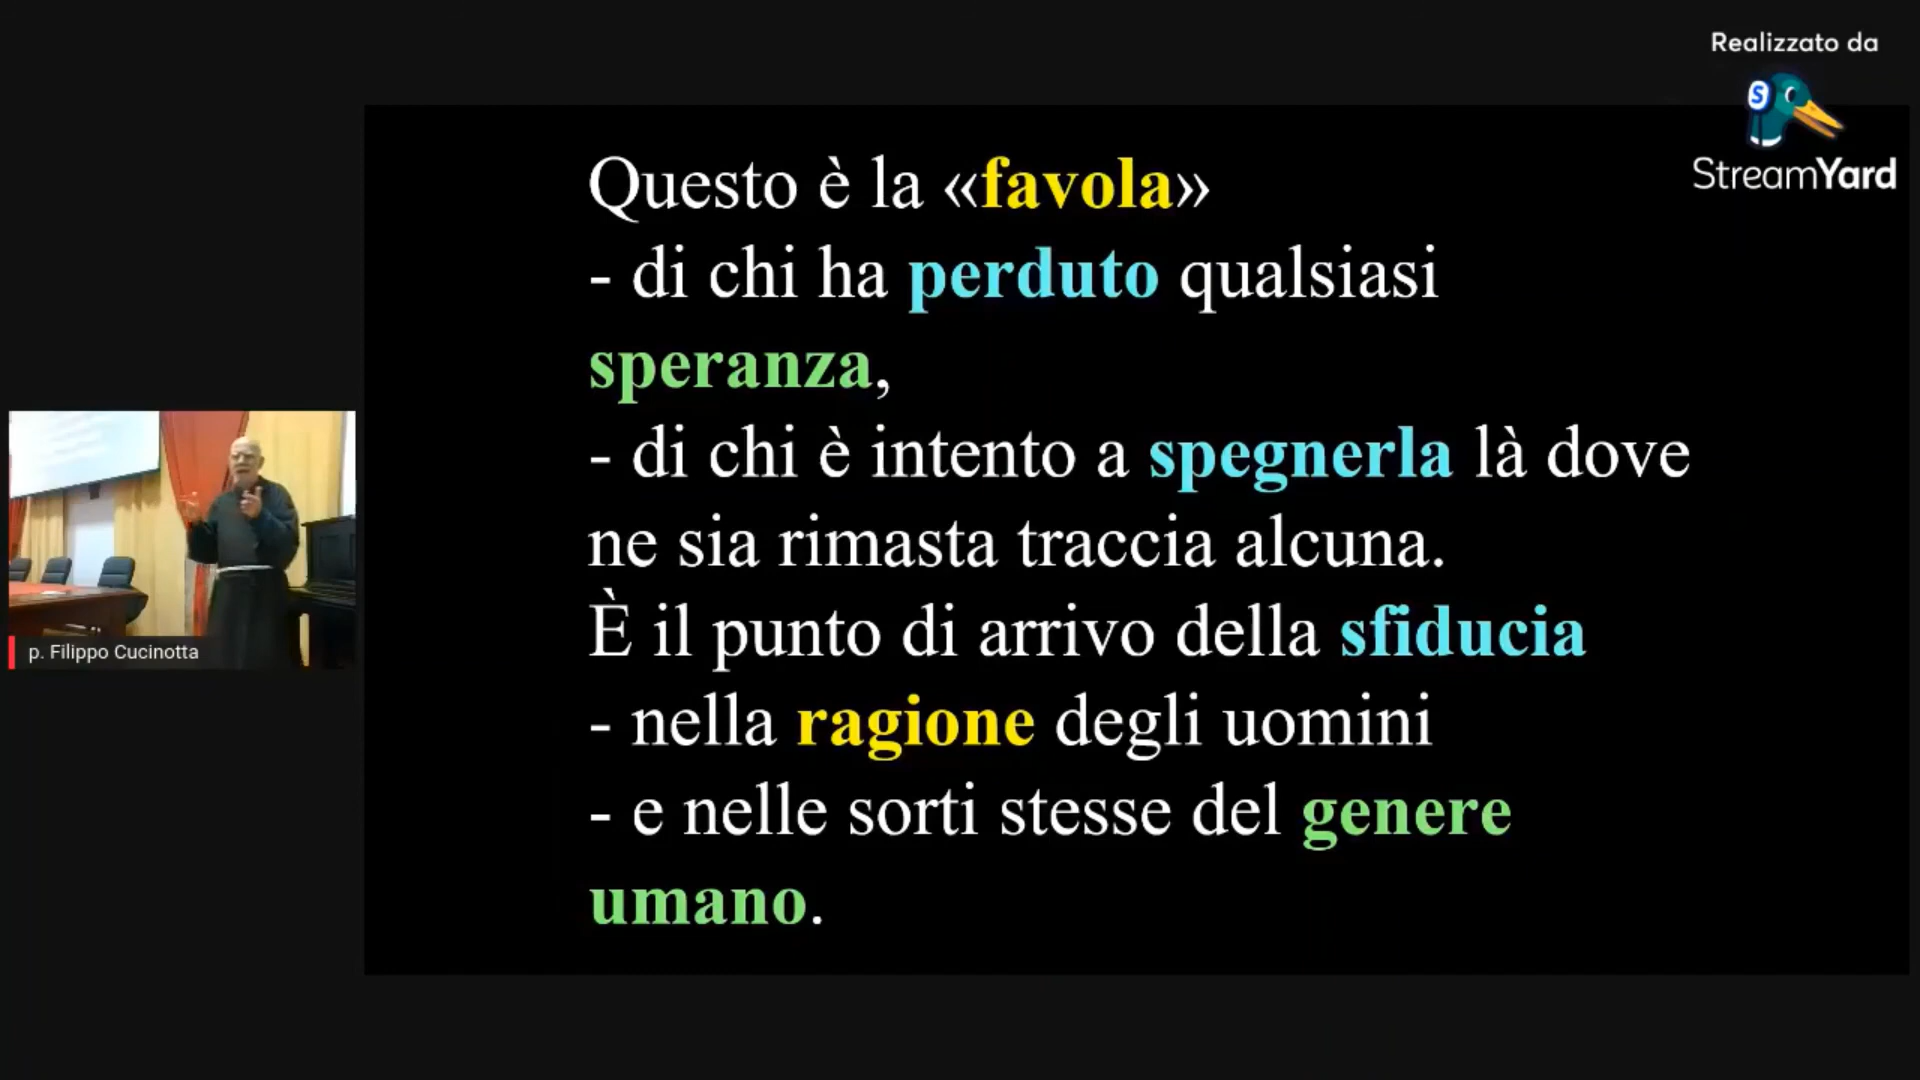 Realizzato da
StreamYard
Questo è la «favola»
- di chi ha perduto qualsiasi
speranza,
- di chi è intento a spegnerla là dove
ne sia rimasta traccia alcuna.
È il punto di arrivo della sfiducia
- nella ragione degli uomini
- e nelle sorti stesse del genere
umano.
p. Filippo Cucinotta